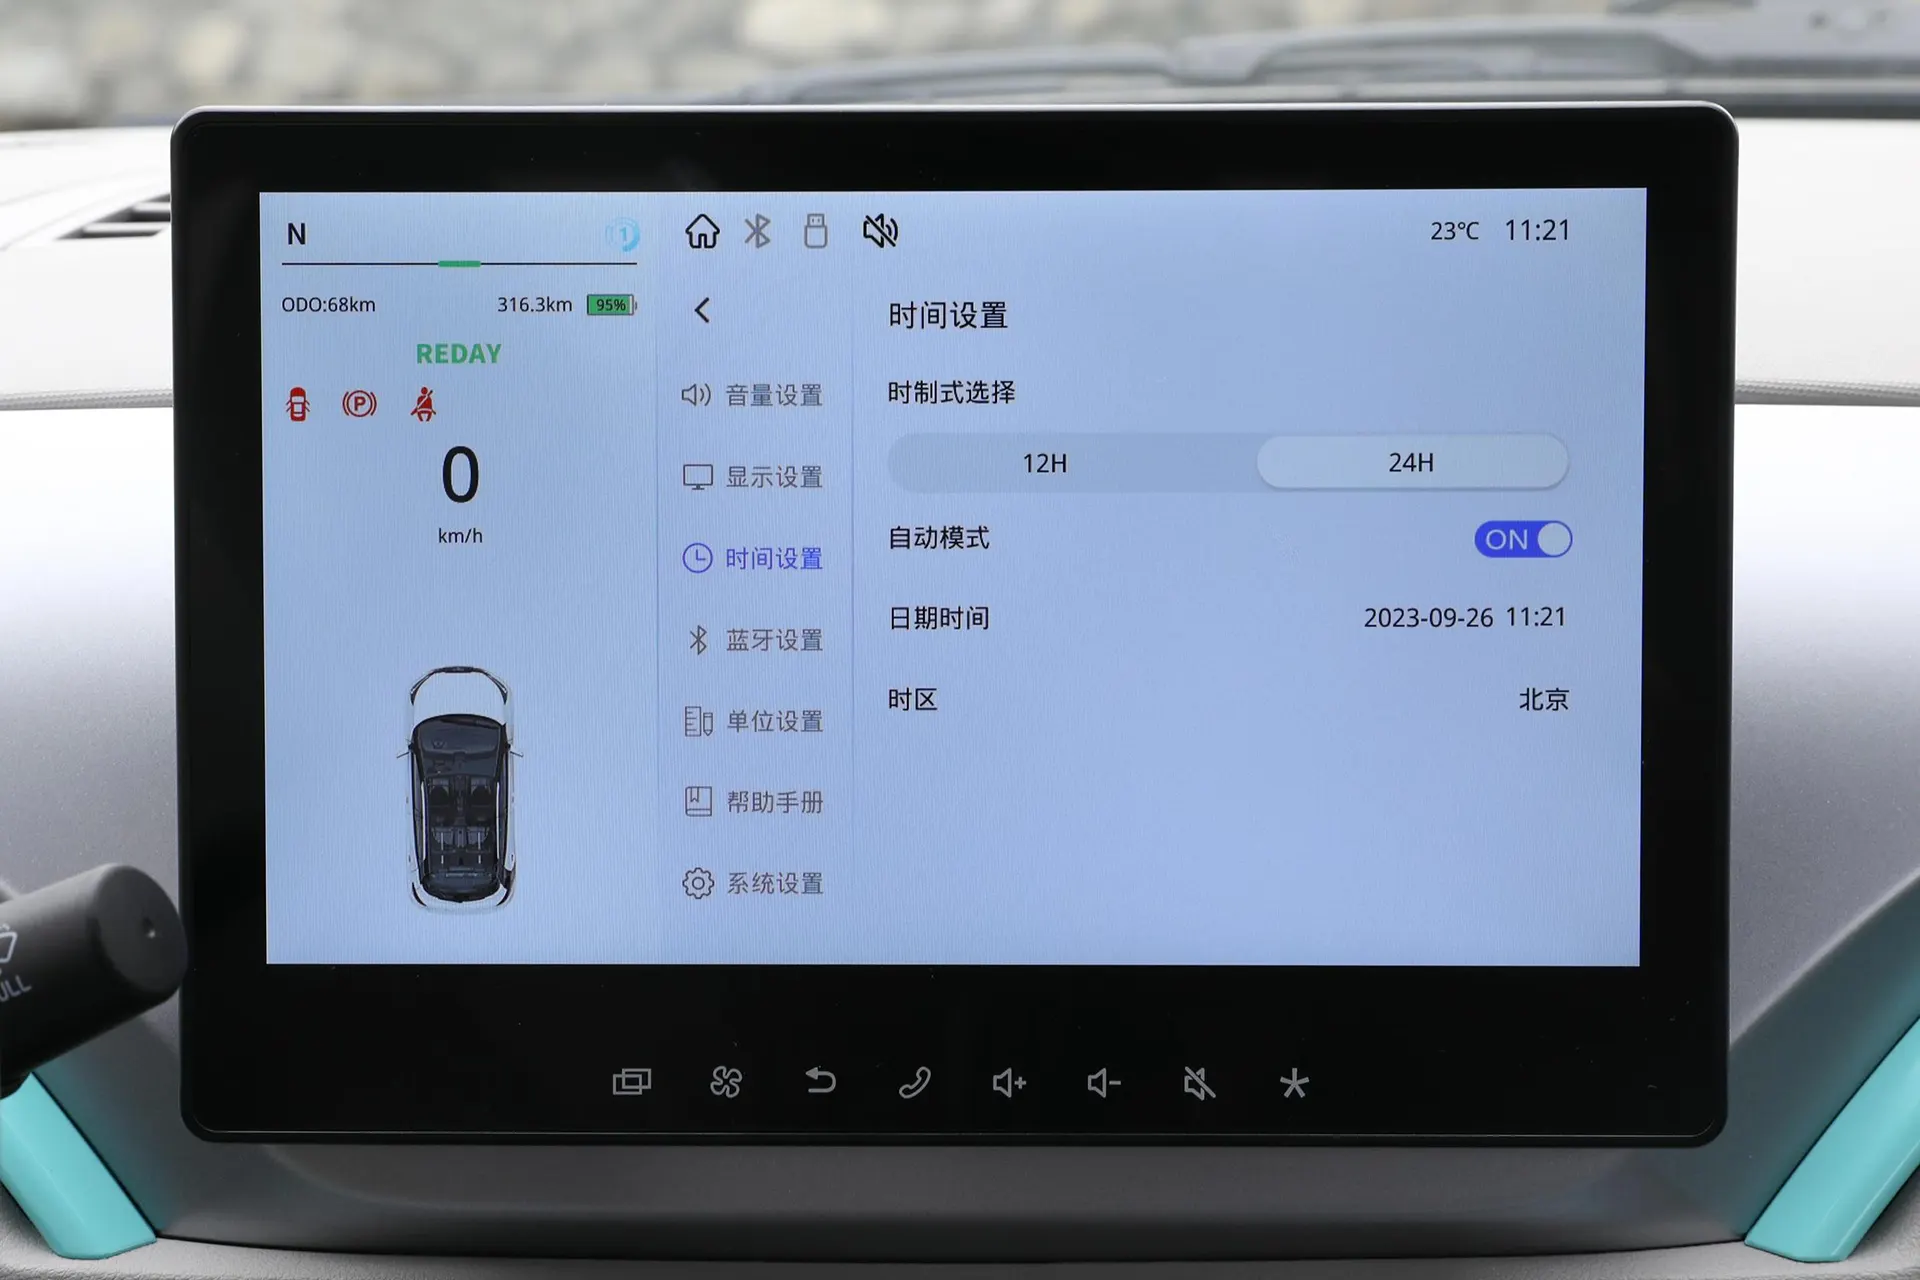 N
1
23℃ 11:21
ODO:68km 316.3km 95%
REDAY
P
0
km/h
音量设置
显示设置
时间设置
蓝牙设置
单位设置
帮助手册
系统设置
时间设置
时制式选择
12H 24H
自动模式 ON
日期时间 2023-09-26 11:21
时区 北京